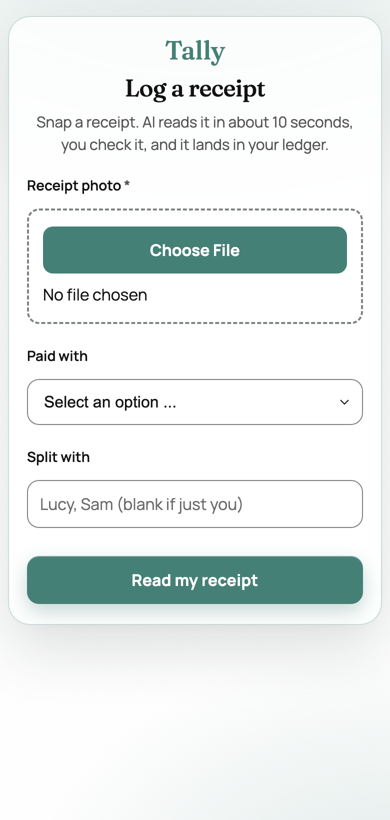 Tally
Log a receipt
Snap a receipt. AI reads it in about 10 seconds,
you check it, and it lands in your ledger.
Receipt photo *
Choose File
No file chosen
Paid with
Select an option ...
Split with
Lucy, Sam (blank if just you)
Read my receipt